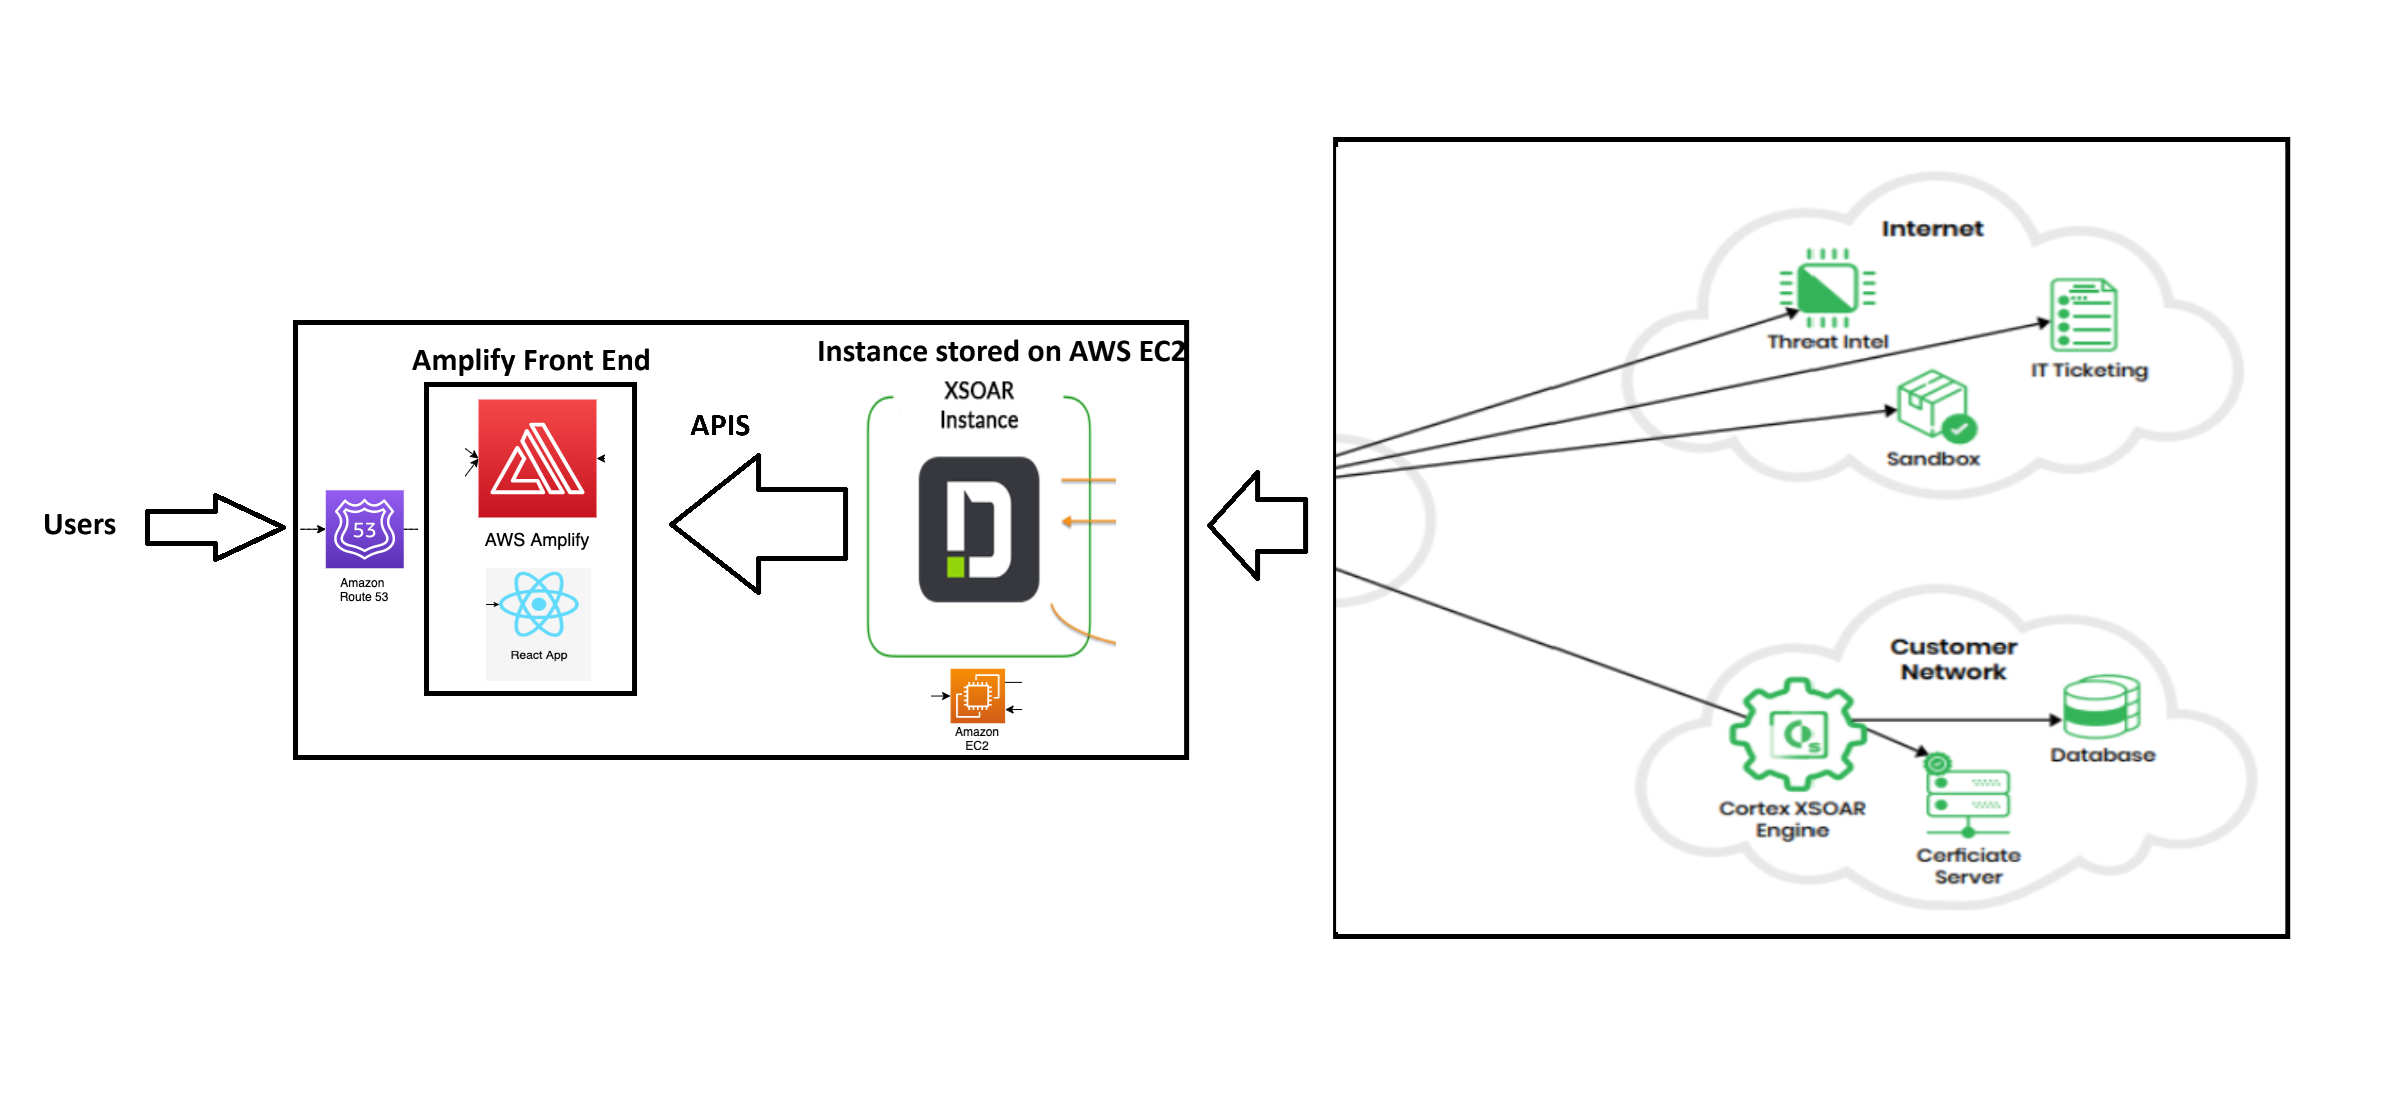 Users
53
Amazon
Route 53
Amplify Front End
AWS Amplify
React App
APIS
Instance stored on AWS EC2
XSOAR
Instance
Amazon
EC2
Internet
Threat Intel
IT Ticketing
Sandbox
Customer
Network
Database
Cortex XSOAR
Engine
Cerficiate
Server